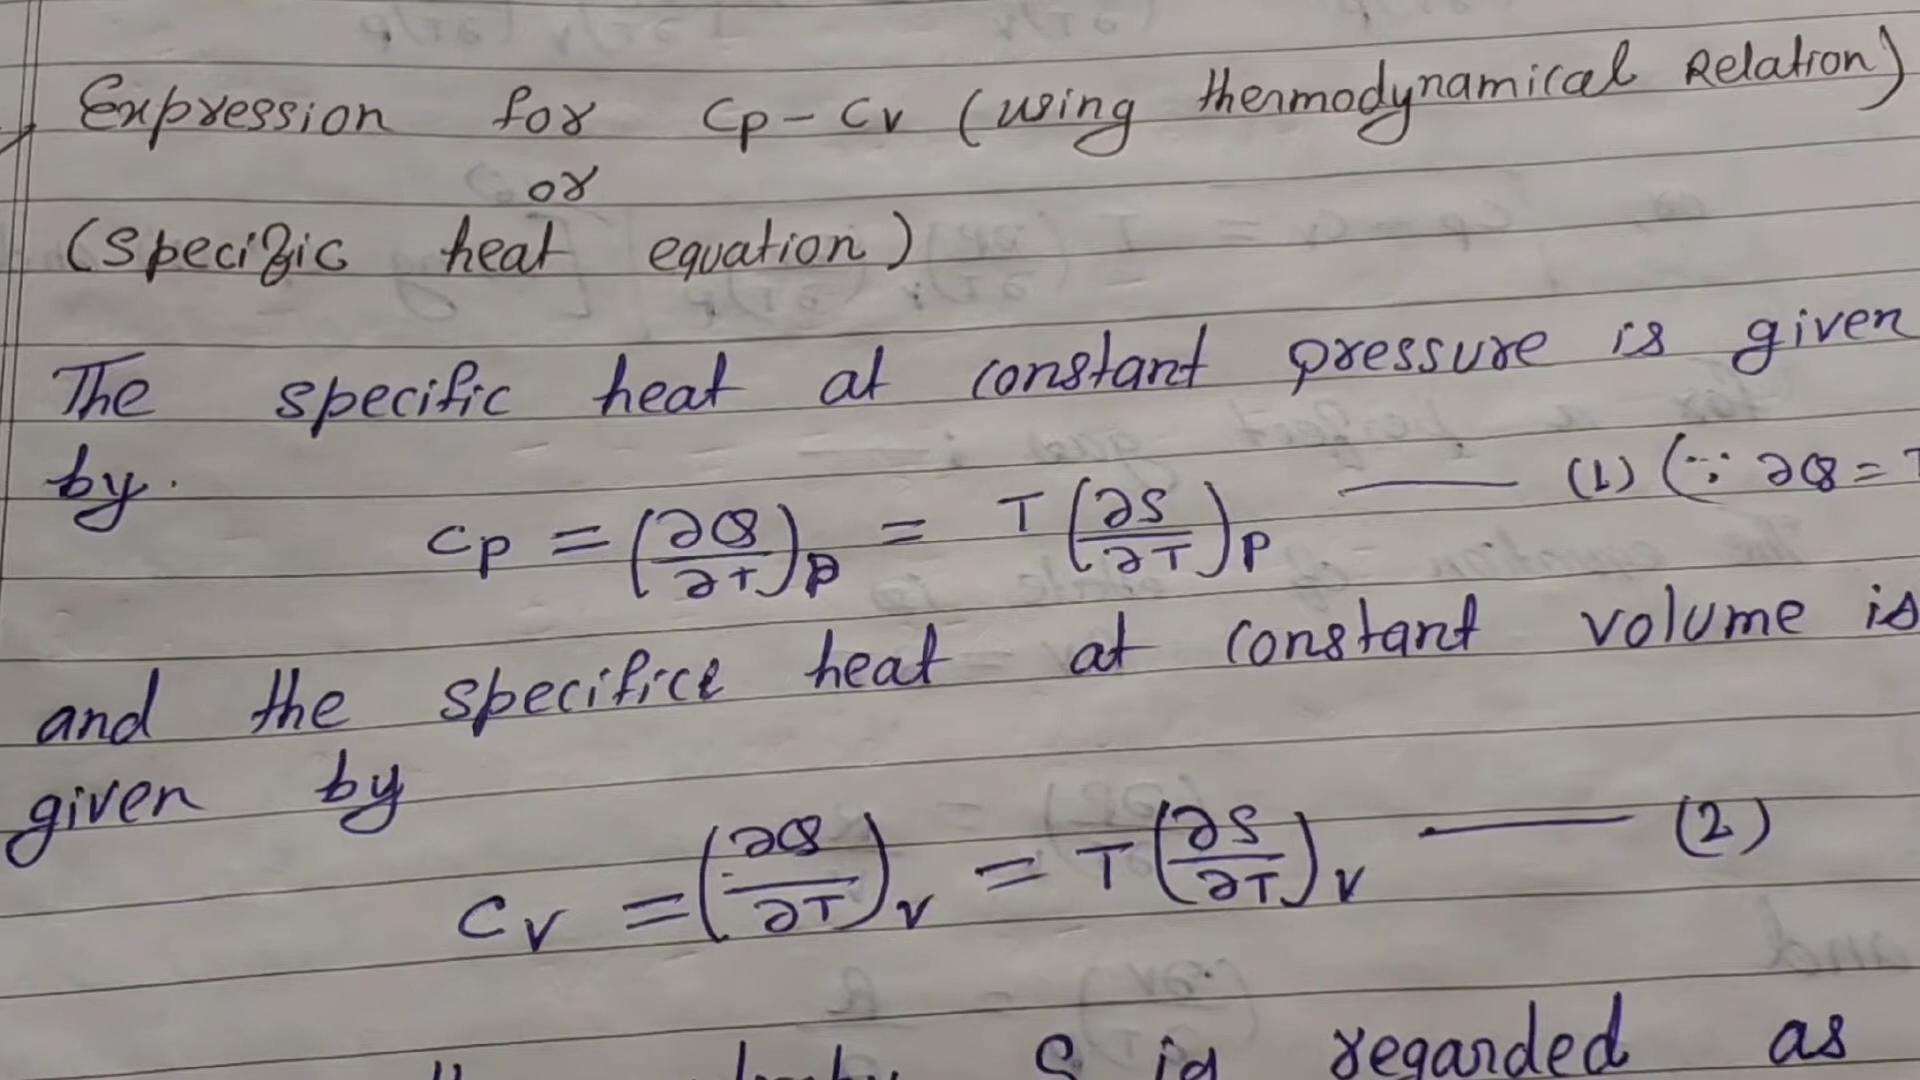 Expression for Cp - Cv (using thermodynamical Relation)
or
(Specific heat equation)
The specific heat at constant pressure is given
by.
Cp = (∂Q/∂T)p = T(∂S/∂T)p —— (1) (∵ ∂Q = T
and the specifice heat at constant volume is
given by
Cv = (∂Q/∂T)v = T(∂S/∂T)v —— (2)
S is regarded as